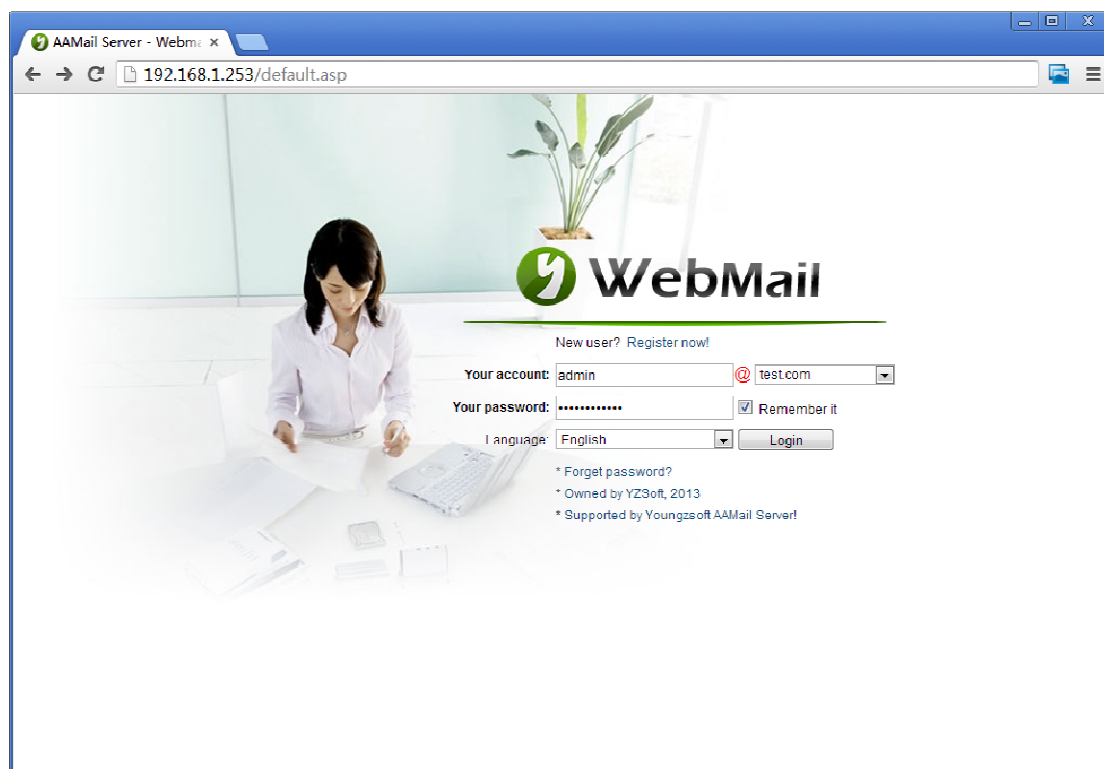 AAMail Server - Webma
192.168.1.253/default.asp
WebMail
New user? Register now!
Your account: admin @ test.com
Your password: •••••••••••• Remember it
Language: English Login
* Forget password?
* Owned by YZSoft, 2013
* Supported by Youngzsoft AAMail Server!